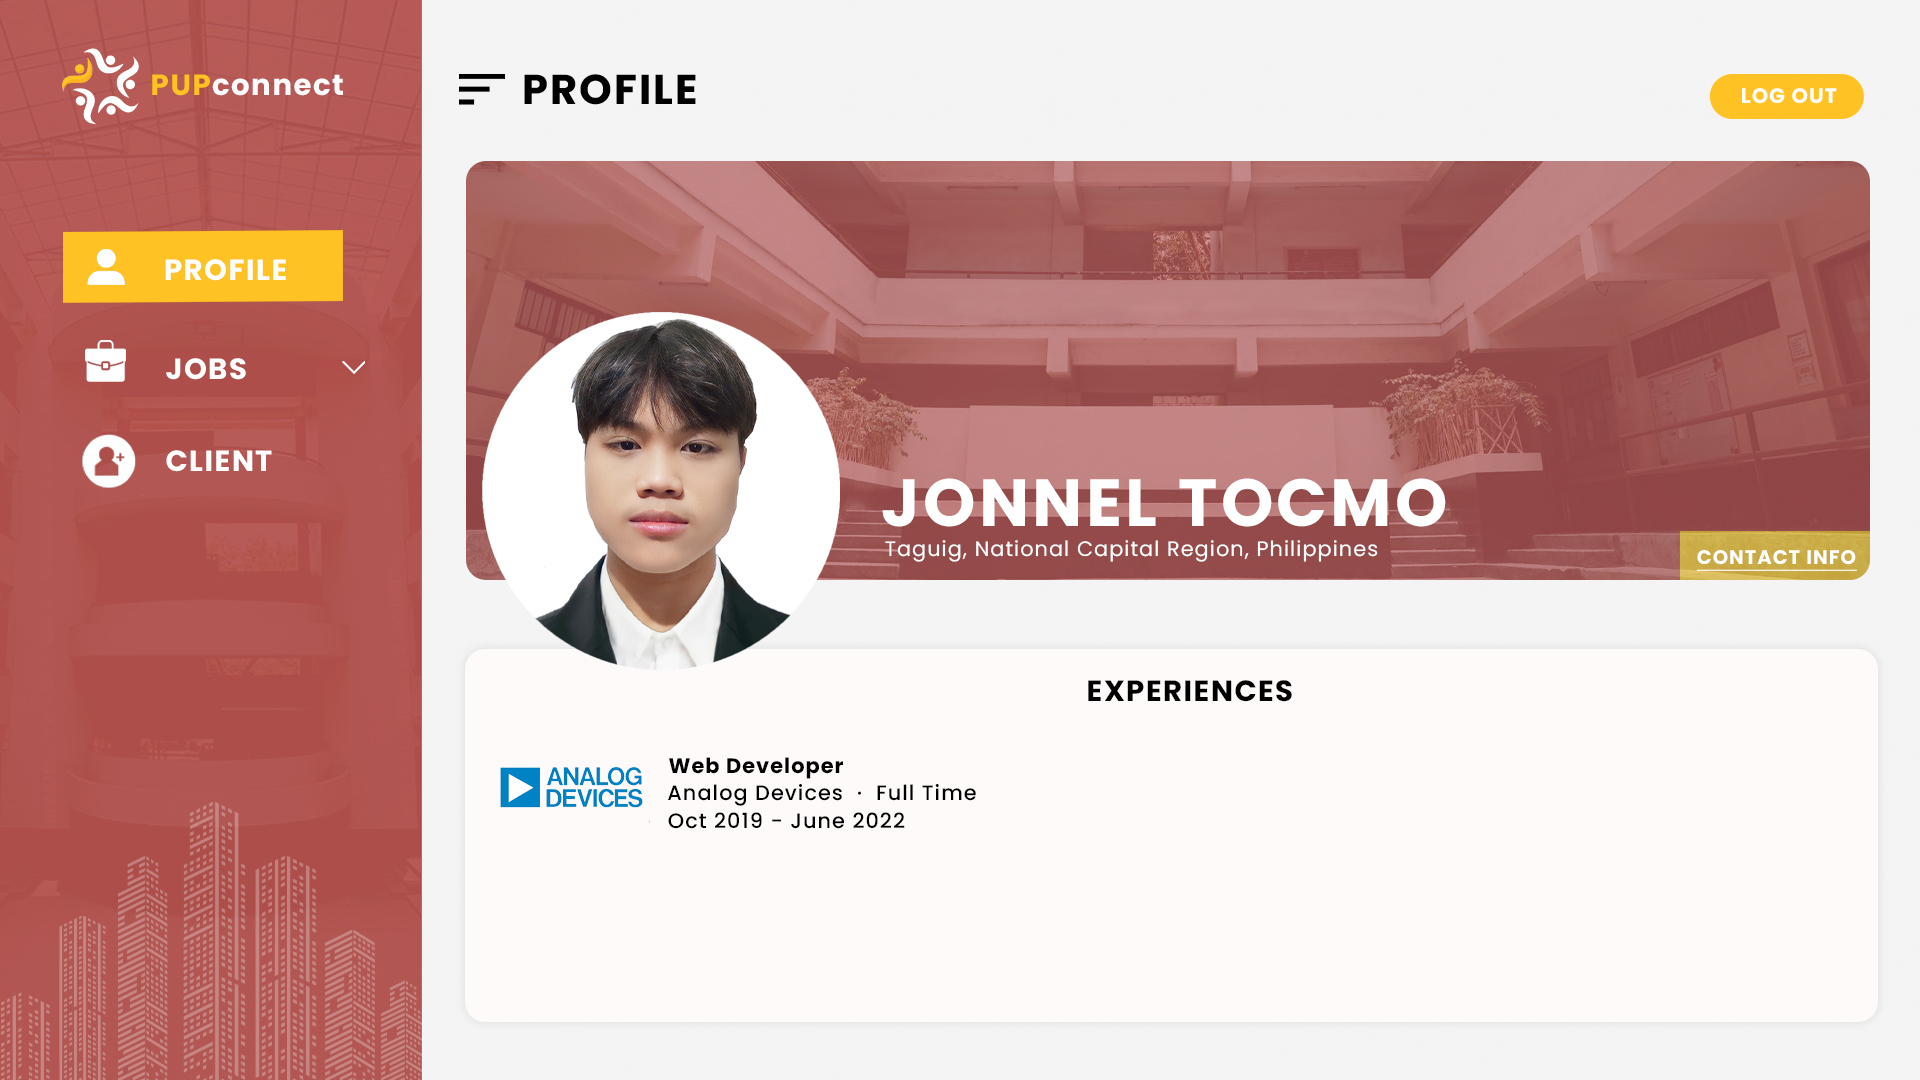 PUPconnect
PROFILE
JOBS
CLIENT
PROFILE
LOG OUT
JONNEL TOCMO
Taguig, National Capital Region, Philippines
CONTACT INFO
EXPERIENCES
ANALOG
DEVICES
Web Developer
Analog Devices · Full Time
Oct 2019 - June 2022